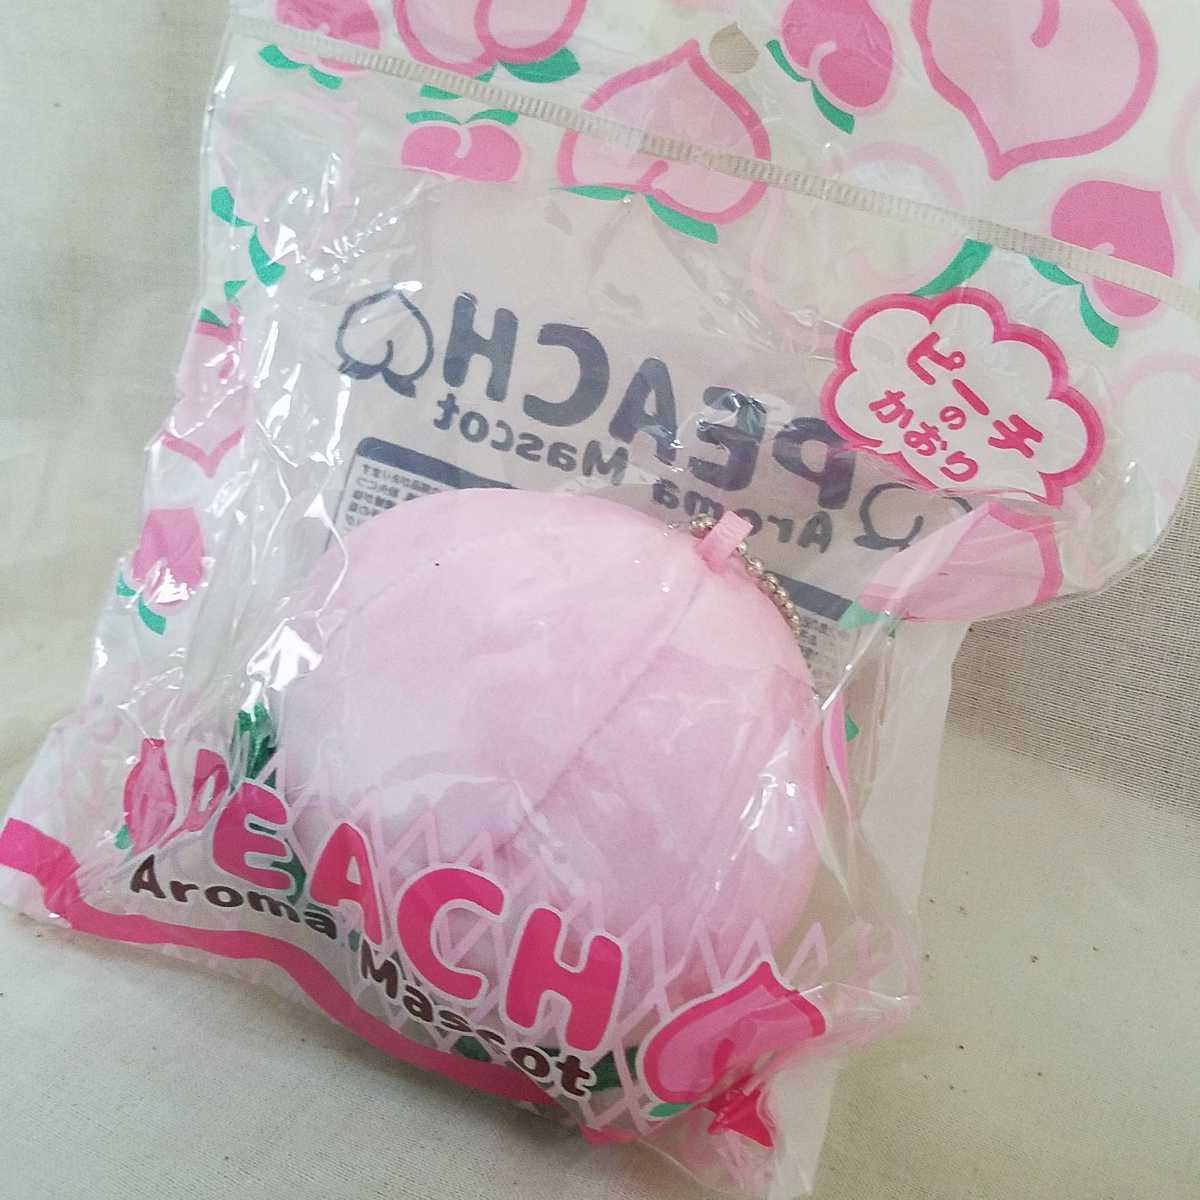 ピーチ
の
かおり
PEACH
Aroma Mascot
PEACH
Aroma Mascot